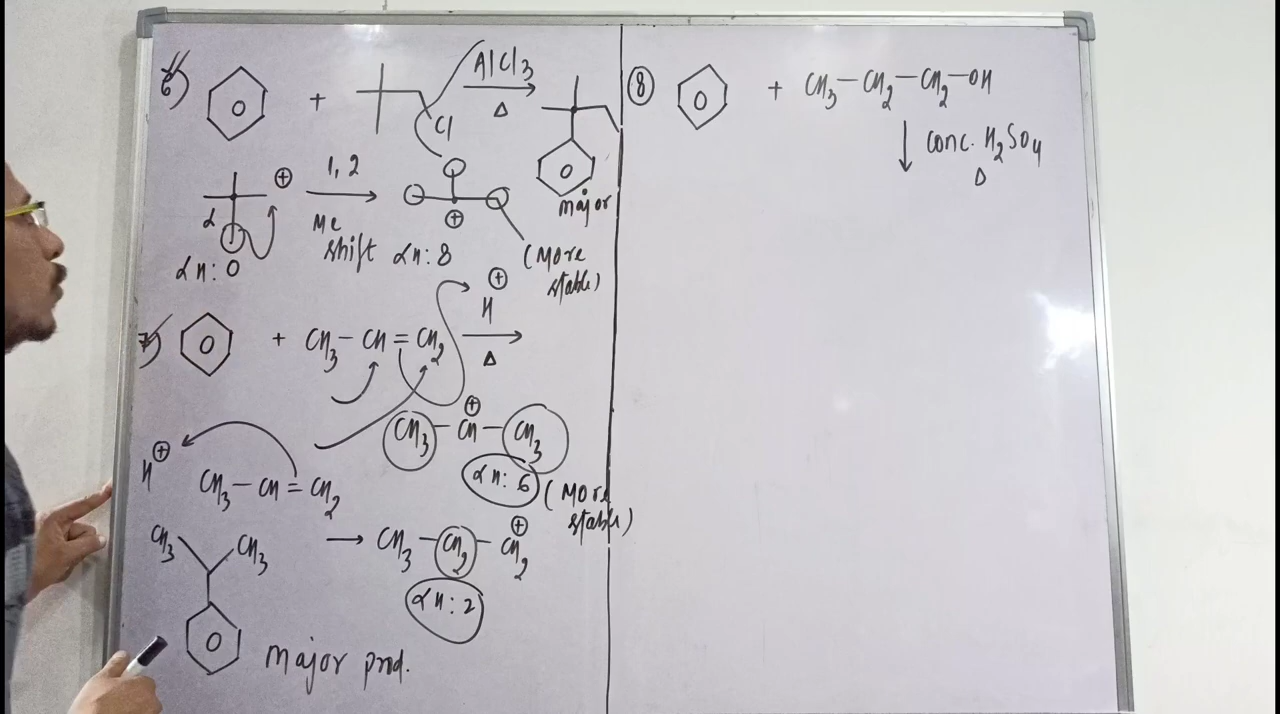 6)
+
Cl
AlCl3
Δ
major
⊕
α
αH: 0
1, 2
Me
shift
⊕
αH: 8
(More
stable)
7)
+ CH3-CH=CH2
H⊕
Δ
CH3-CH⊕-CH3
αH: 6
(More
stable)
H⊕
CH3-CH=CH2
→ CH3-CH2-CH2⊕
αH: 2
CH3 CH3
Major prod.
8
+ CH3-CH2-CH2-OH
↓ conc. H2SO4
Δ